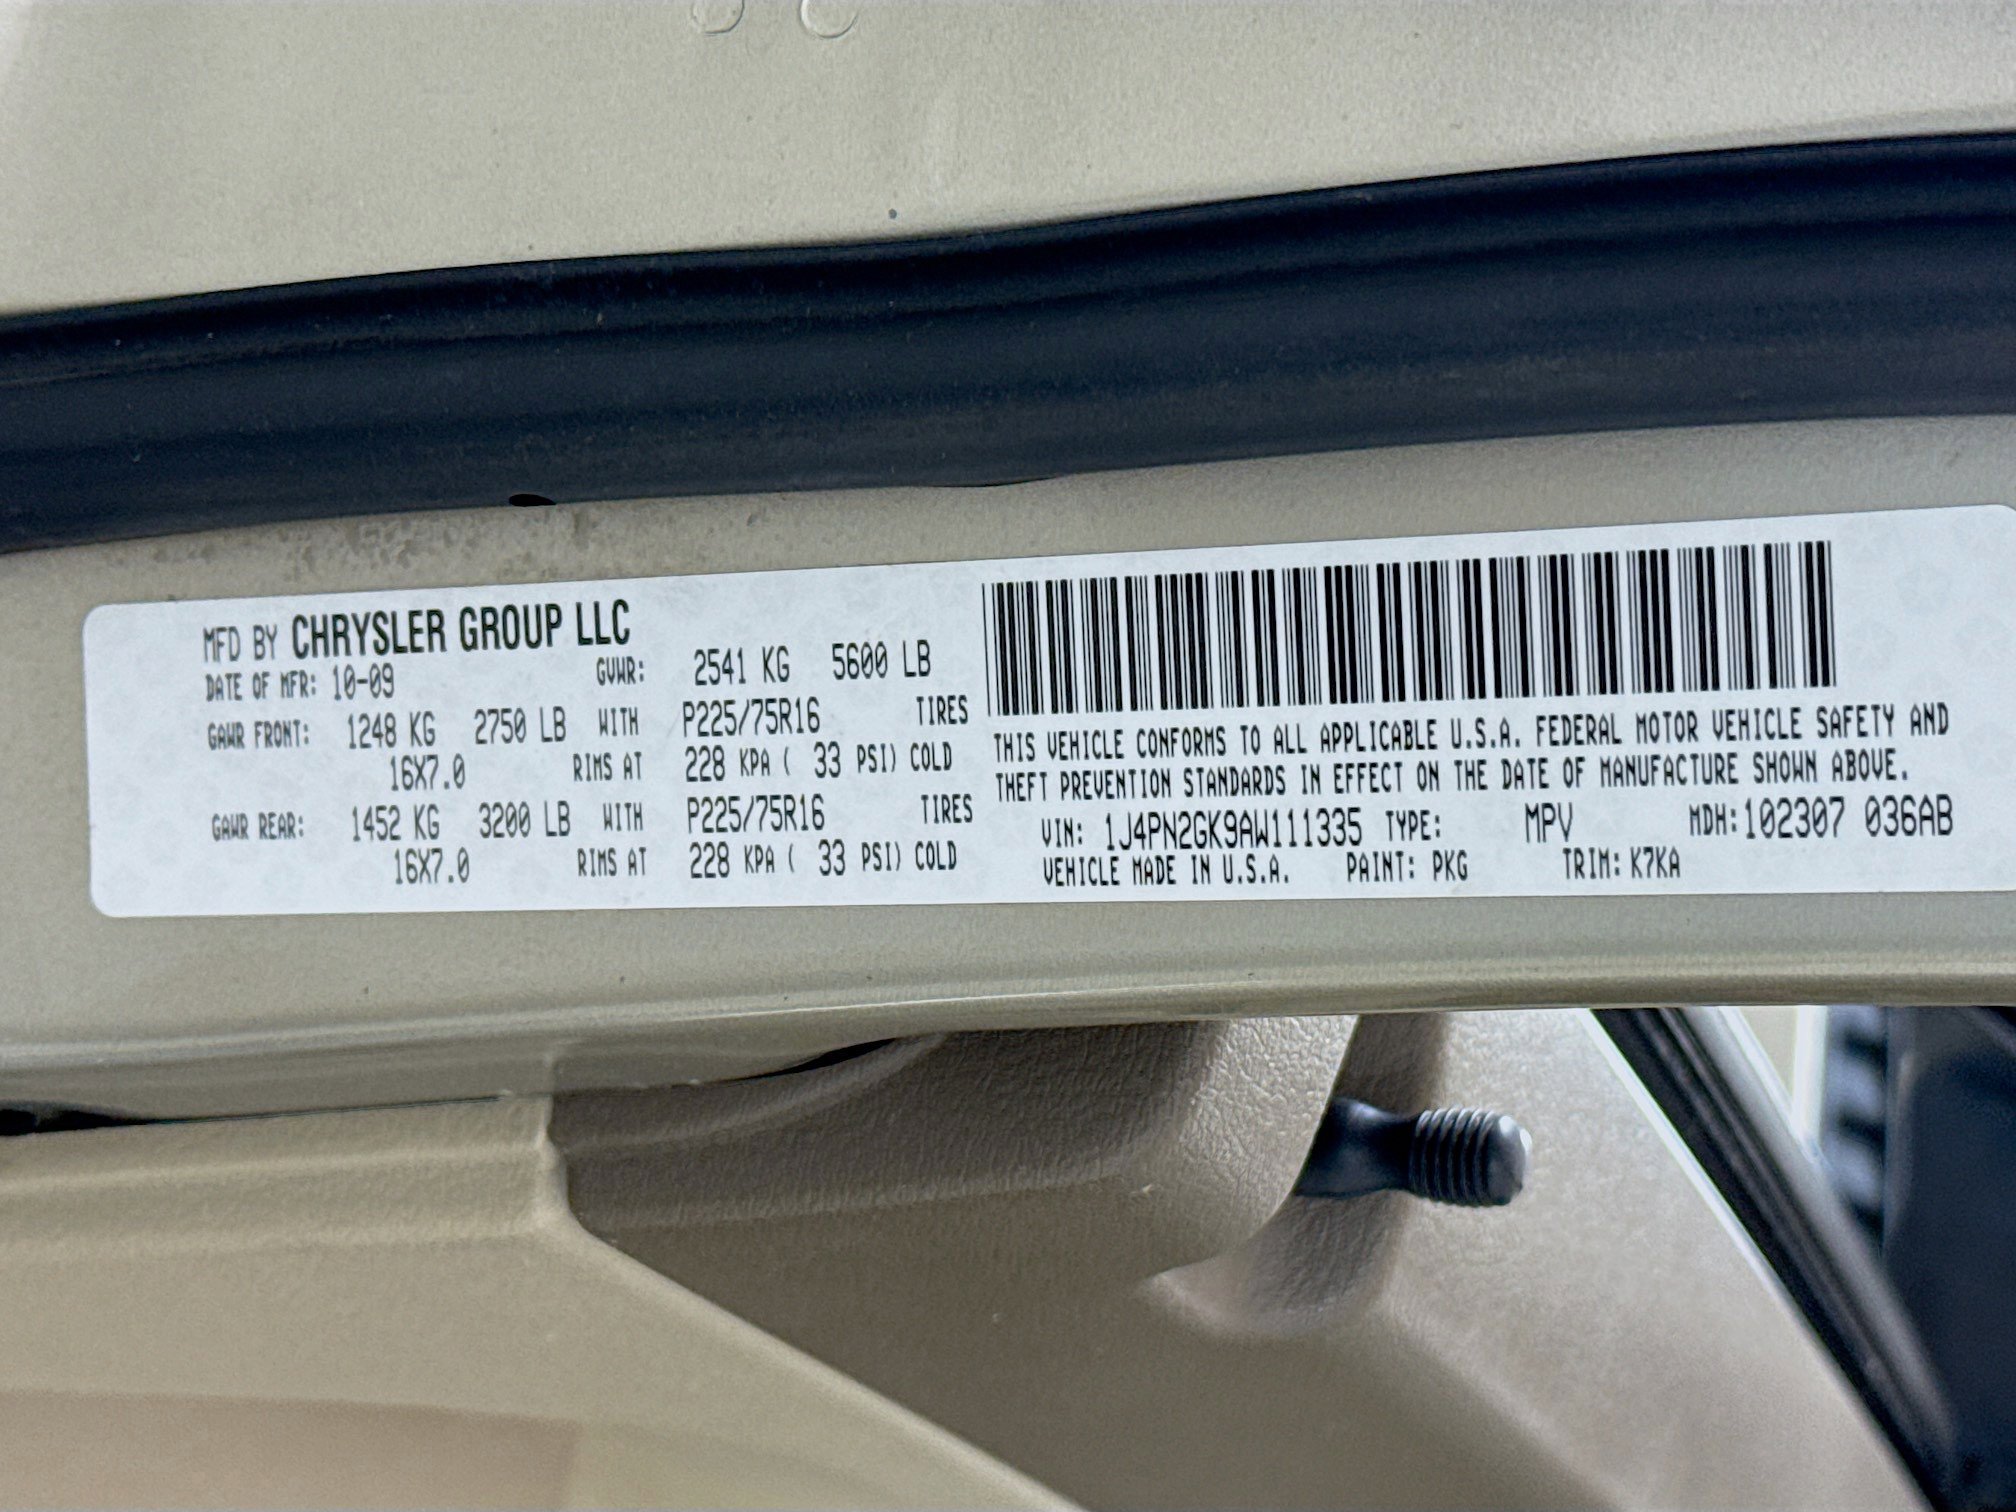 MFD BY CHRYSLER GROUP LLC
DATE OF MFR: 10-09 GVWR: 2541 KG 5600 LB
GAWR FRONT: 1248 KG 2750 LB WITH P225/75R16 TIRES
16X7.0 RIMS AT 228 KPA ( 33 PSI) COLD
GAWR REAR: 1452 KG 3200 LB WITH P225/75R16 TIRES
16X7.0 RIMS AT 228 KPA ( 33 PSI) COLD
THIS VEHICLE CONFORMS TO ALL APPLICABLE U.S.A. FEDERAL MOTOR VEHICLE SAFETY AND
THEFT PREVENTION STANDARDS IN EFFECT ON THE DATE OF MANUFACTURE SHOWN ABOVE.
VIN: 1J4PN2GK9AW111335 TYPE: MPV MDH:102307 036AB
VEHICLE MADE IN U.S.A. PAINT: PKG TRIM: K7KA